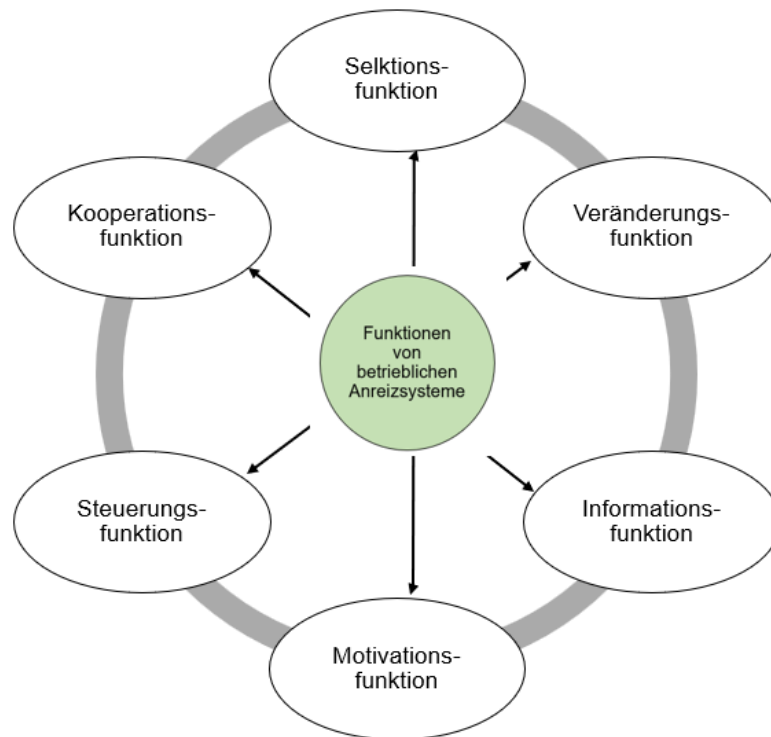 Selktions-
funktion
Kooperations-
funktion
Veränderungs-
funktion
Funktionen
von
betrieblichen
Anreizsysteme
Steuerungs-
funktion
Informations-
funktion
Motivations-
funktion